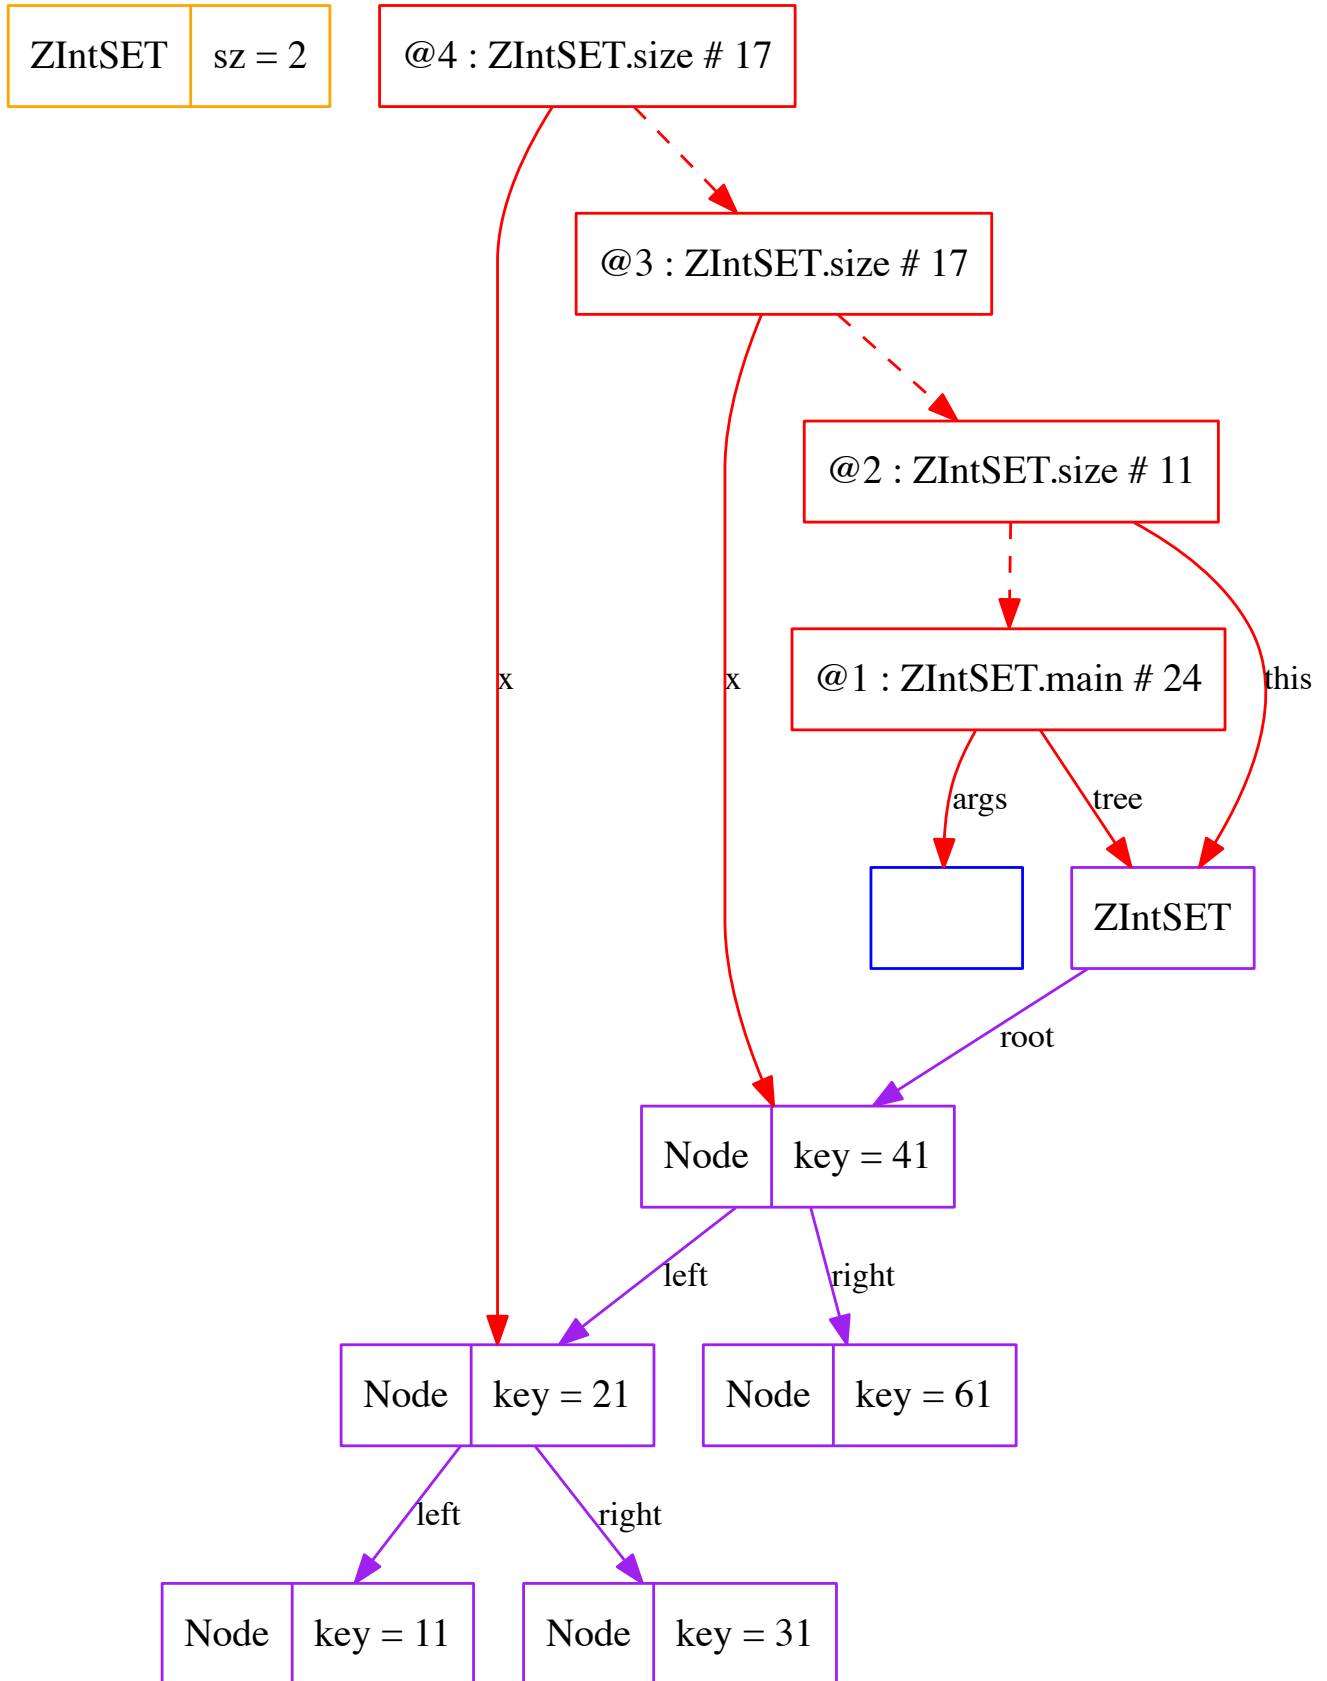 ZIntSET sz = 2 @4 : ZIntSET.size # 17
@3 : ZIntSET.size # 17
@2 : ZIntSET.size # 11
x x @1 : ZIntSET.main # 24 this
args tree
ZIntSET
root
Node key = 41
left right
Node key = 21 Node key = 61
left right
Node key = 11 Node key = 31